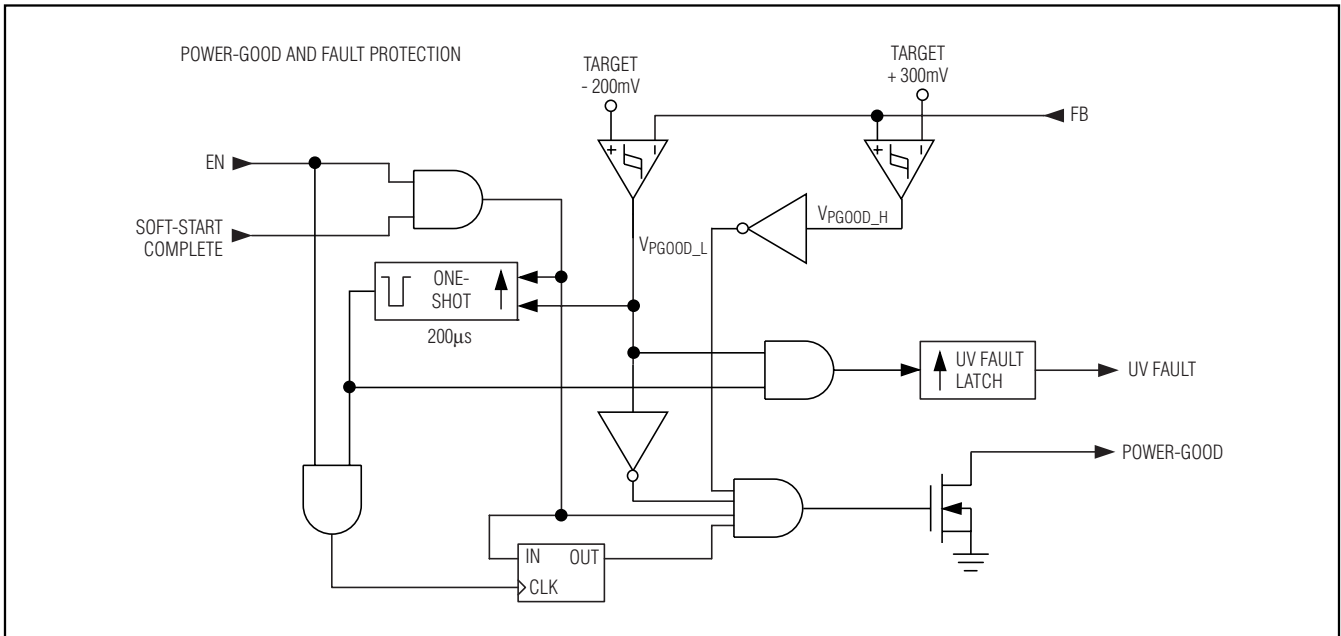 POWER-GOOD AND FAULT PROTECTION
TARGET
- 200mV
TARGET
+ 300mV
FB
+
-
+
-
EN
SOFT-START
COMPLETE
VPGOOD_L
VPGOOD_H
ONE-
SHOT
200µs
UV FAULT
LATCH
UV FAULT
POWER-GOOD
IN
OUT
CLK